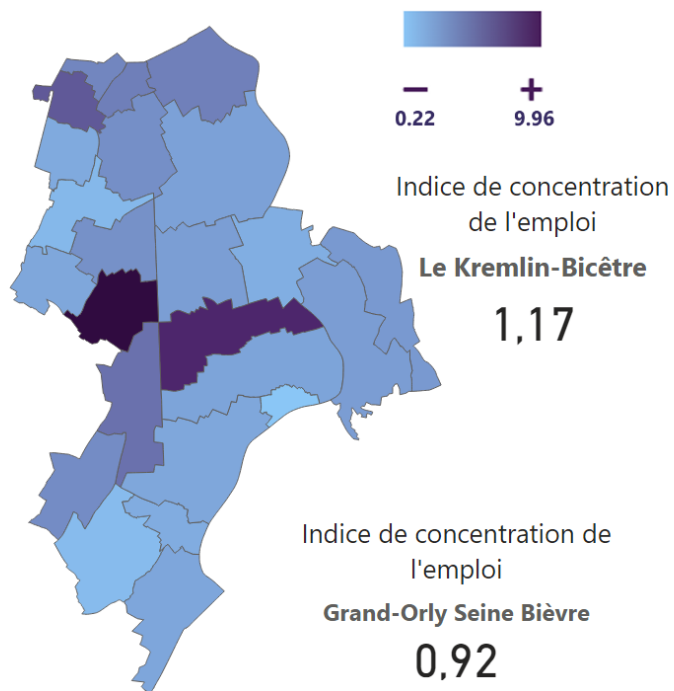 − +
0.22 9.96
Indice de concentration
de l'emploi
Le Kremlin-Bicêtre
1,17
Indice de concentration de
l'emploi
Grand-Orly Seine Bièvre
0,92